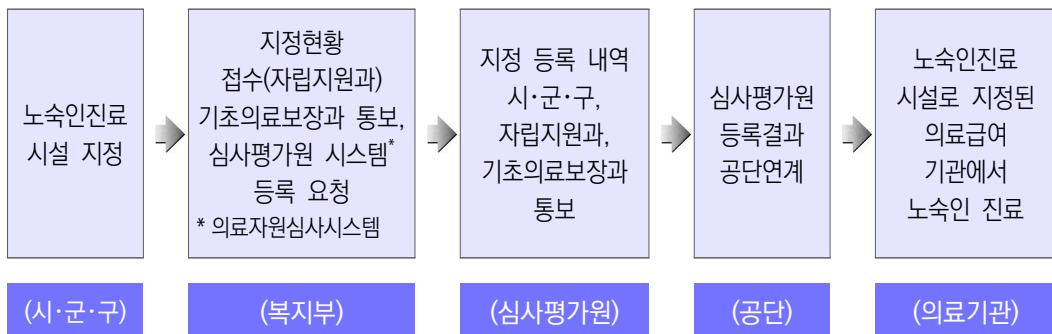 노숙인진료
시설 지정
(시·군·구)
지정현황
접수(자립지원과)
기초의료보장과 통보,
심사평가원 시스템*
등록 요청
* 의료자원심사시스템
(복지부)
지정 등록 내역
시·군·구,
자립지원과,
기초의료보장과
통보
(심사평가원)
심사평가원
등록결과
공단연계
(공단)
노숙인진료
시설로 지정된
의료급여
기관에서
노숙인 진료
(의료기관)